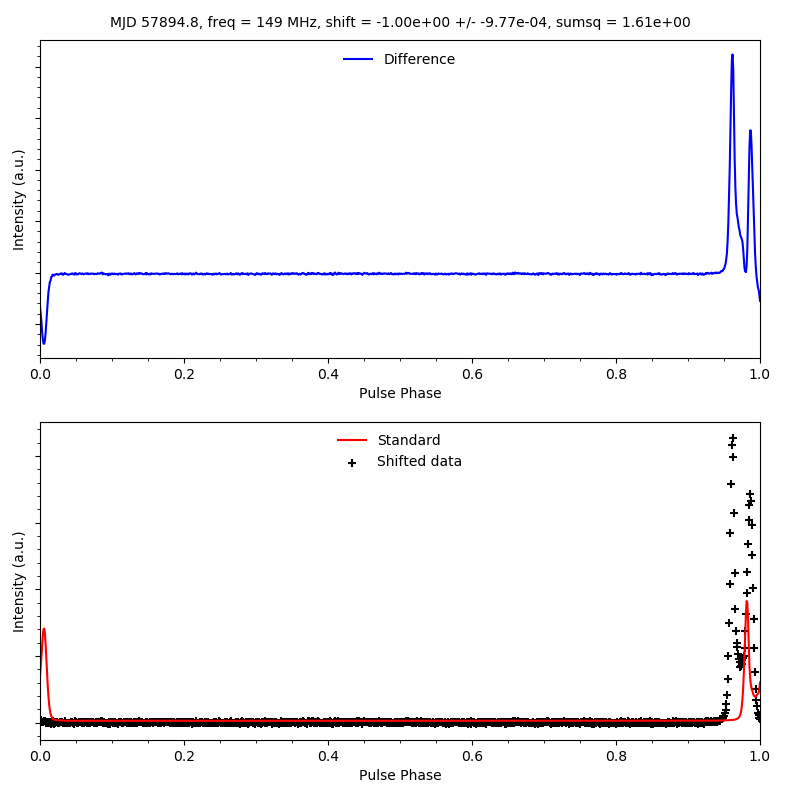 MJD 57894.8, freq = 149 MHz, shift = -1.00e+00 +/- -9.77e-04, sumsq = 1.61e+00
Difference
Intensity (a.u.)
0.0 0.2 0.4 0.6 0.8 1.0
Pulse Phase
Standard
Shifted data
Intensity (a.u.)
0.0 0.2 0.4 0.6 0.8 1.0
Pulse Phase